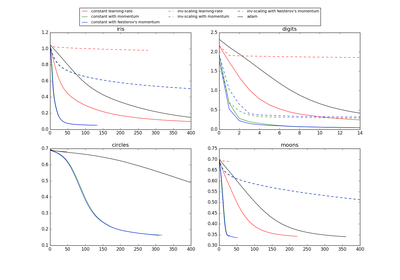 constant learning-rate
constant with momentum
constant with Nesterov's momentum
inv-scaling learning-rate
inv-scaling with momentum
inv-scaling with Nesterov's momentum
adam
iris
1.2
1.0
0.8
0.6
0.4
0.2
0.0
0 50 100 150 200 250 300 350 400
digits
2.5
2.0
1.5
1.0
0.5
0.0
0 2 4 6 8 10 12 14
circles
0.7
0.6
0.5
0.4
0.3
0.2
0.1
0 50 100 150 200 250 300 350 400
moons
0.75
0.70
0.65
0.60
0.55
0.50
0.45
0.40
0.35
0.30
0 50 100 150 200 250 300 350 400